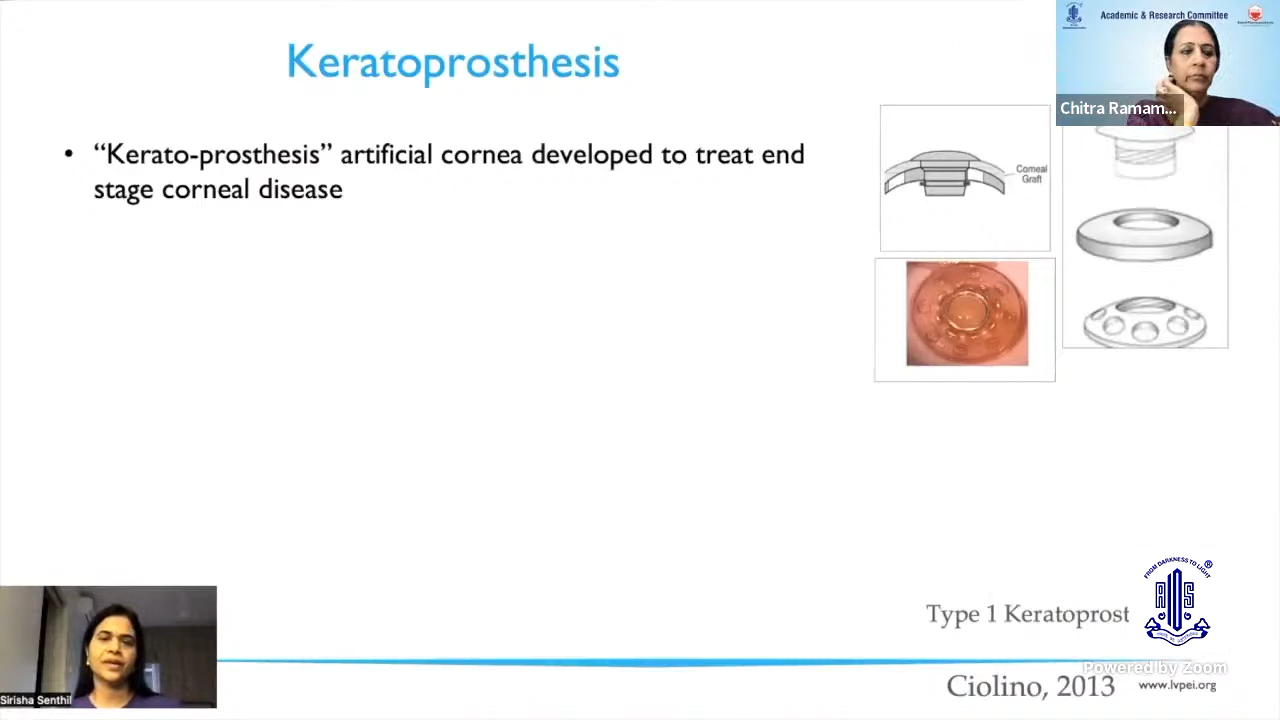 Keratoprosthesis
Academic & Research Committee
Chitra Ramam...
• “Kerato-prosthesis” artificial cornea developed to treat end
stage corneal disease
Corneal
Graft
FROM DARKNESS TO LIGHT
AIOS
Type 1 Keratoprost
Powered by Zoom
Sirisha Senthil
Ciolino, 2013
www.lvpei.org